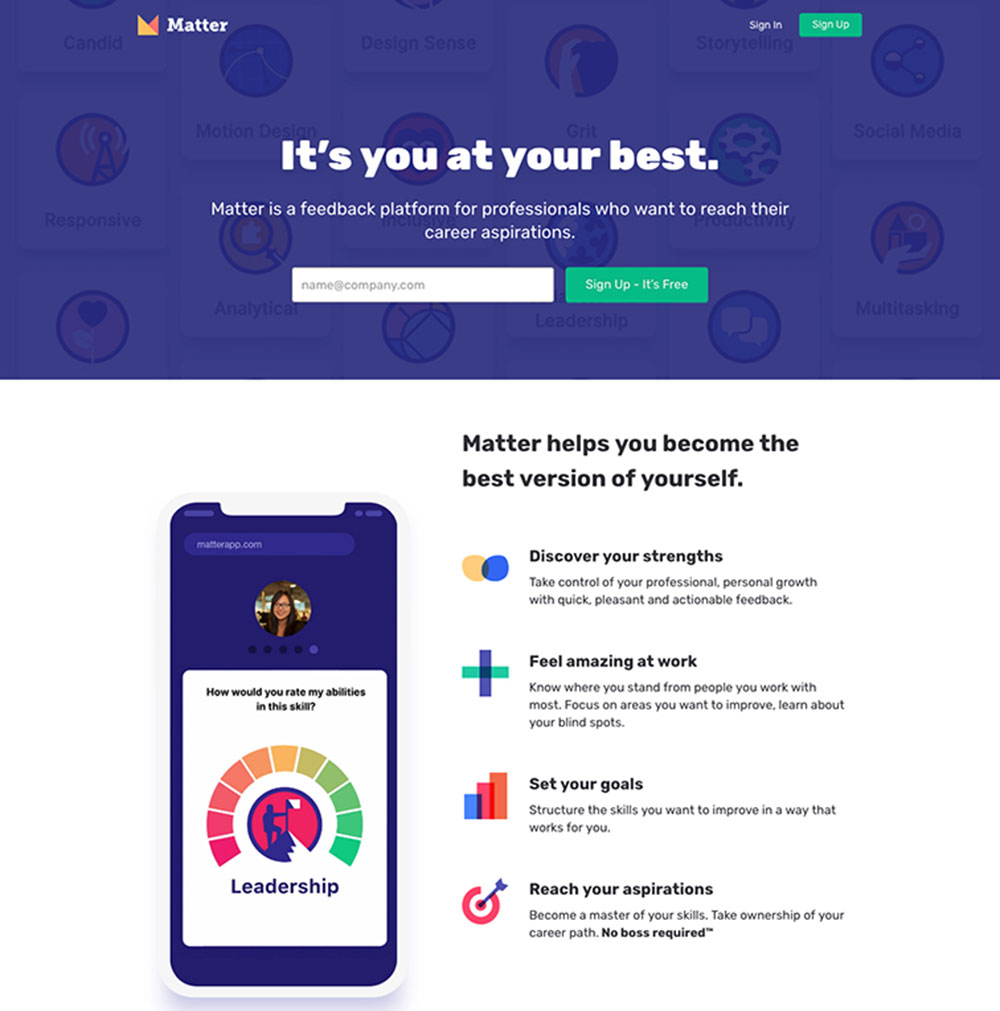 Matter
Sign In
Sign Up
Candid
Design Sense
Storytelling
Motion Design
Grit
Social Media
It's you at your best.
Matter is a feedback platform for professionals who want to reach their
career aspirations.
Responsive
Inclusive
Productivity
name@company.com
Sign Up - It's Free
Analytical
Leadership
Multitasking
Matter helps you become the
best version of yourself.
matterapp.com
How would you rate my abilities
in this skill?
Leadership
Discover your strengths
Take control of your professional, personal growth
with quick, pleasant and actionable feedback.
Feel amazing at work
Know where you stand from people you work with
most. Focus on areas you want to improve, learn about
your blind spots.
Set your goals
Structure the skills you want to improve in a way that
works for you.
Reach your aspirations
Become a master of your skills. Take ownership of your
career path. No boss required™